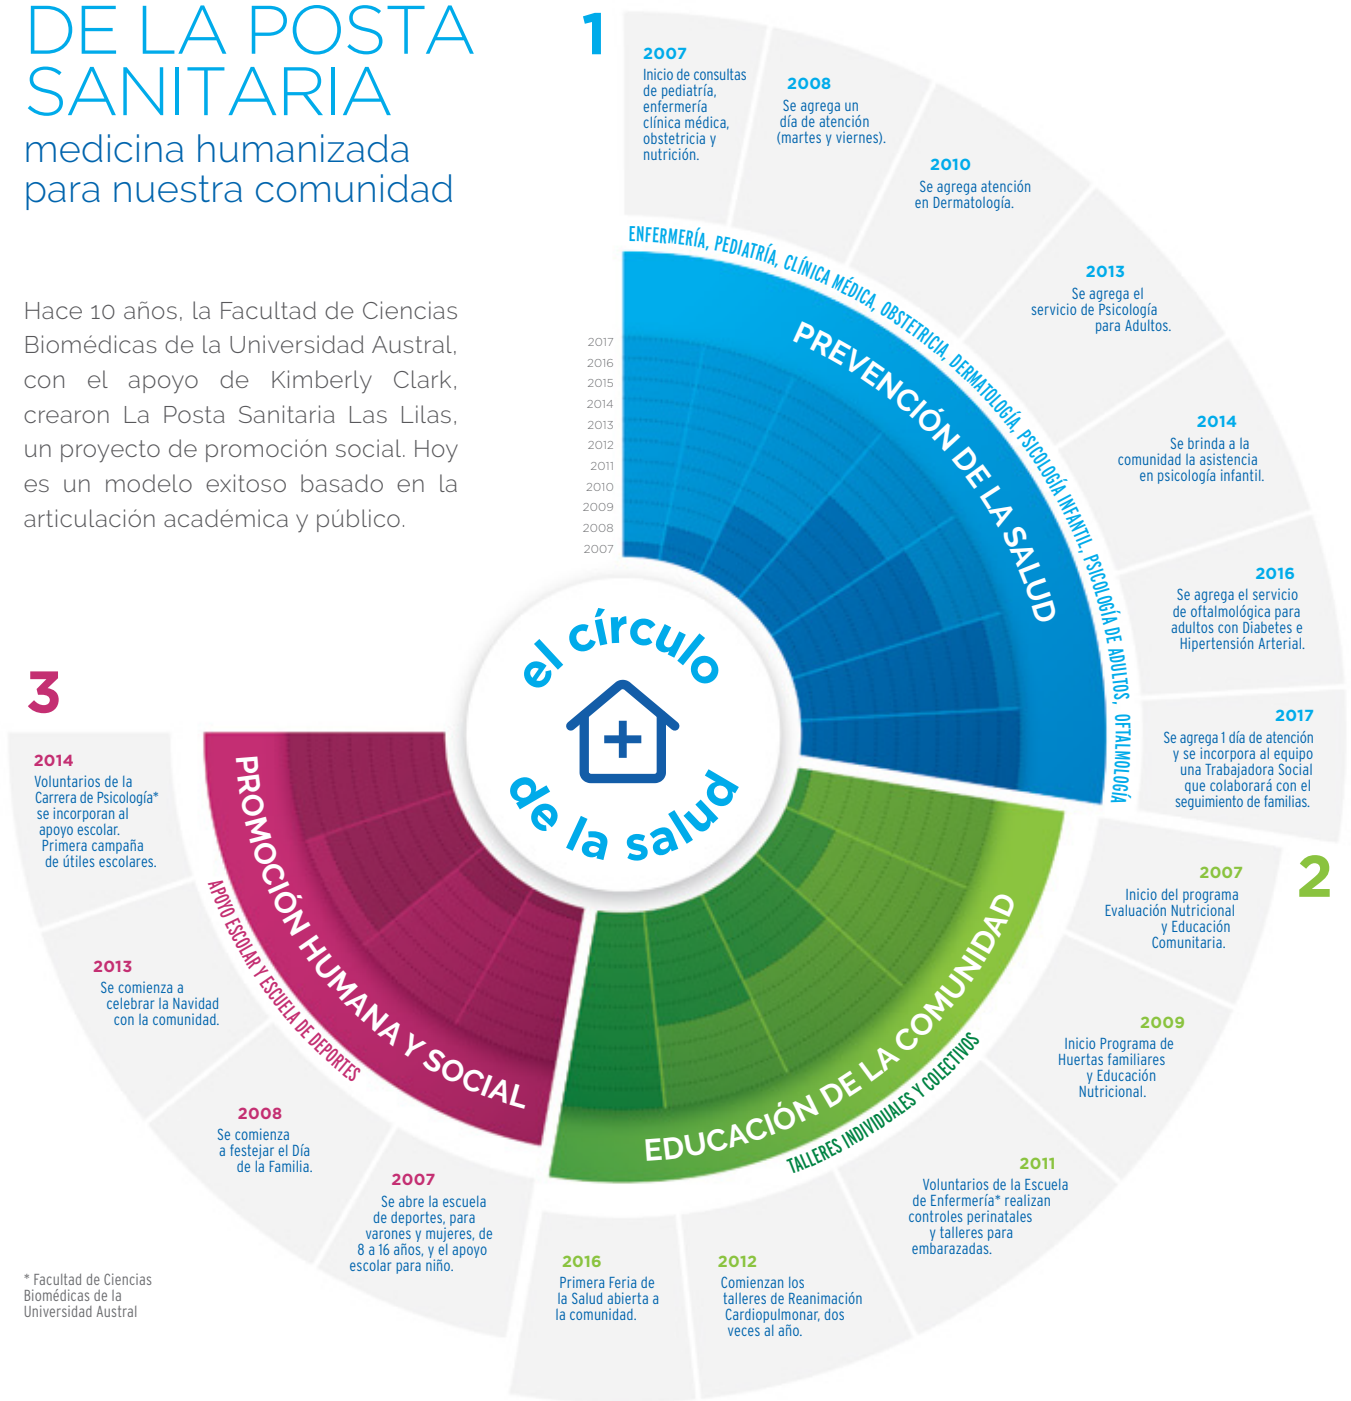 DE LA POSTA
SANITARIA
medicina humanizada
para nuestra comunidad
Hace 10 años, la Facultad de Ciencias
Biomédicas de la Universidad Austral,
con el apoyo de Kimberly Clark,
crearon La Posta Sanitaria Las Lilas,
un proyecto de promoción social. Hoy
es un modelo exitoso basado en la
articulación académica y público.
1
2007
Inicio de consultas
de pediatría,
enfermería
clínica médica,
obstetricia y
nutrición.
2008
Se agrega un
día de atención
(martes y viernes).
2010
Se agrega atención
en Dermatología.
2013
Se agrega el
servicio de Psicología
para Adultos.
2014
Se brinda a la
comunidad la asistencia
en psicología infantil.
2016
Se agrega el servicio
de oftalmológica para
adultos con Diabetes e
Hipertensión Arterial.
2017
Se agrega 1 día de atención
y se incorpora al equipo
una Trabajadora Social
que colaborará con el
seguimiento de familias.
ENFERMERÍA, PEDIATRÍA, CLÍNICA MÉDICA, OBSTETRICIA, DERMATOLOGÍA, PSICOLOGÍA INFANTIL, PSICOLOGÍA DE ADULTOS, OFTALMOLOGÍA
PREVENCIÓN DE LA SALUD
2017
2016
2015
2014
2013
2012
2011
2010
2009
2008
2007
el círculo
de la salud
2
2007
Inicio del programa
Evaluación Nutricional
y Educación
Comunitaria.
2009
Inicio Programa de
Huertas familiares
y Educación
Nutricional.
2011
Voluntarios de la Escuela
de Enfermería* realizan
controles perinatales
y talleres para
embarazadas.
2012
Comienzan los
talleres de Reanimación
Cardiopulmonar, dos
veces al año.
2016
Primera Feria de
la Salud abierta a
la comunidad.
EDUCACIÓN DE LA COMUNIDAD
TALLERES INDIVIDUALES Y COLECTIVOS
3
2014
Voluntarios de la
Carrera de Psicología*
se incorporan al
apoyo escolar.
Primera campaña
de útiles escolares.
2013
Se comienza a
celebrar la Navidad
con la comunidad.
2008
Se comienza
a festejar el Día
de la Familia.
2007
Se abre la escuela
de deportes, para
varones y mujeres, de
8 a 16 años, y el apoyo
escolar para niño.
PROMOCIÓN HUMANA Y SOCIAL
APOYO ESCOLAR Y ESCUELA DE DEPORTES
* Facultad de Ciencias
Biomédicas de la
Universidad Austral